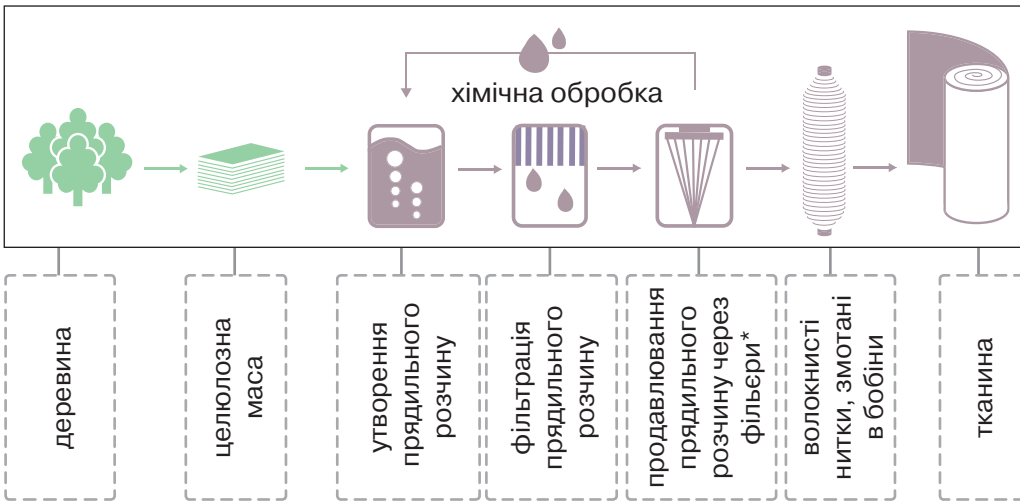 хімічна обробка
деревина
целюлозна
маса
утворення
прядильного
розчину
фільтрація
прядильного
розчину
продавлювання
прядильного
розчину через
фільєри*
волокнисті
нитки, змотані
в бобіни
тканина